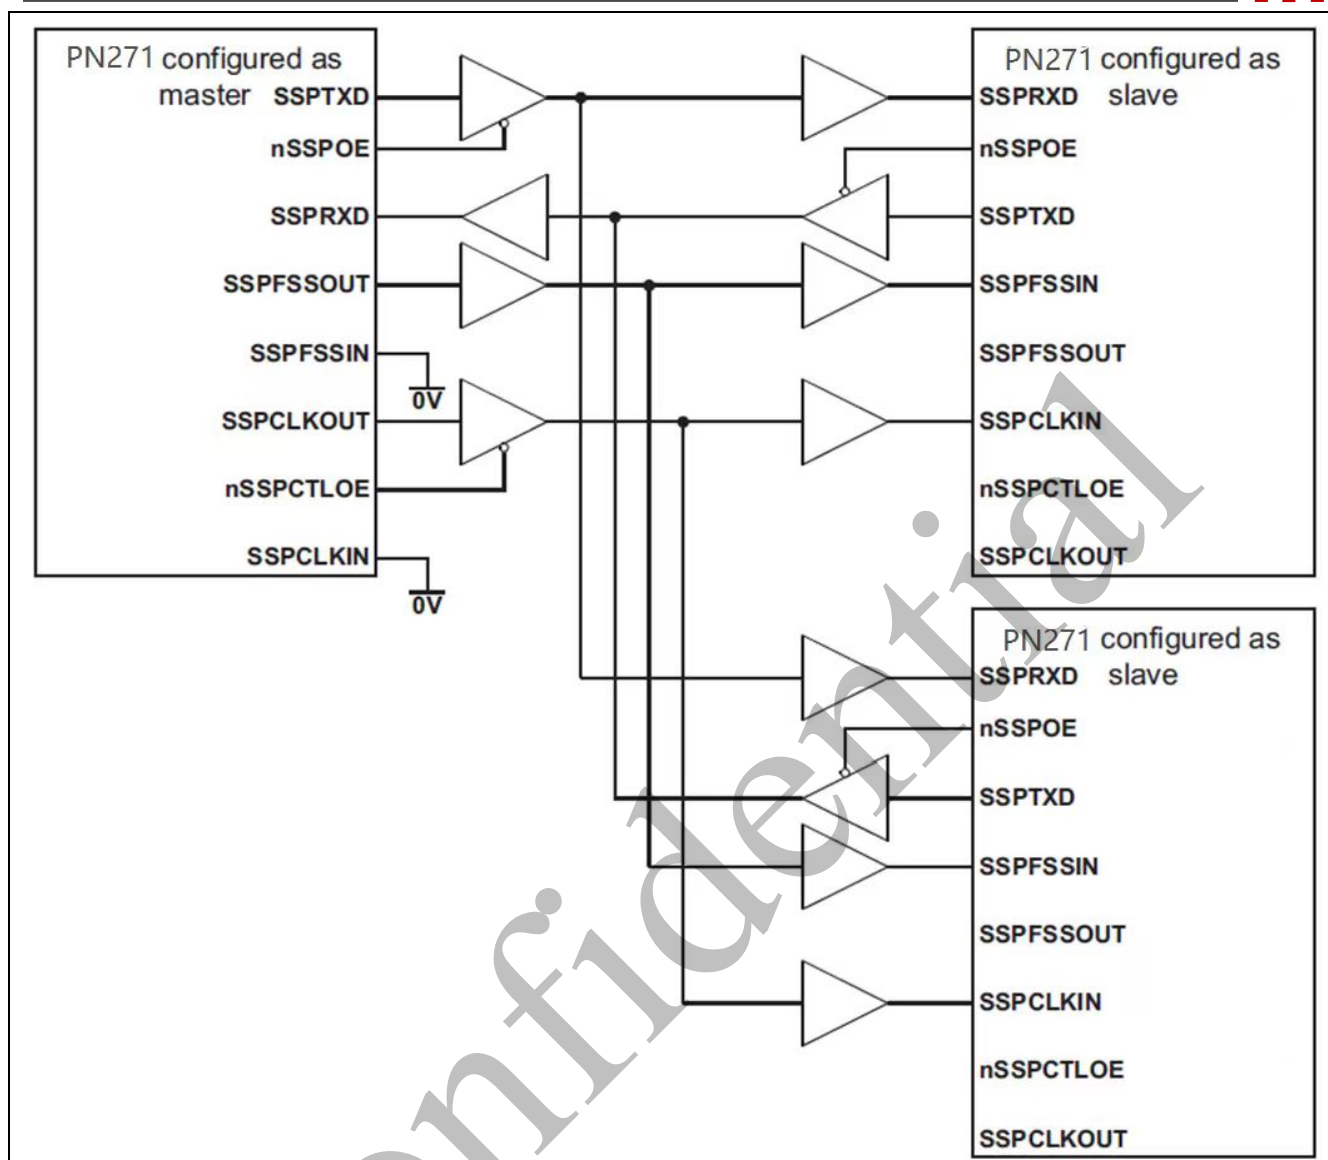 PN271 configured as
master SSPTXD
nSSPOE
SSPRXD
SSPFSSOUT
SSPFSSIN
0V
SSPCLKOUT
nSSPCTLOE
SSPCLKIN
0V
PN271 configured as
SSPRXD slave
nSSPOE
SSPTXD
SSPFSSIN
SSPFSSOUT
SSPCLKIN
nSSPCTLOE
SSPCLKOUT
PN271 configured as
SSPRXD slave
nSSPOE
SSPTXD
SSPFSSIN
SSPFSSOUT
SSPCLKIN
nSSPCTLOE
SSPCLKOUT
onfidential